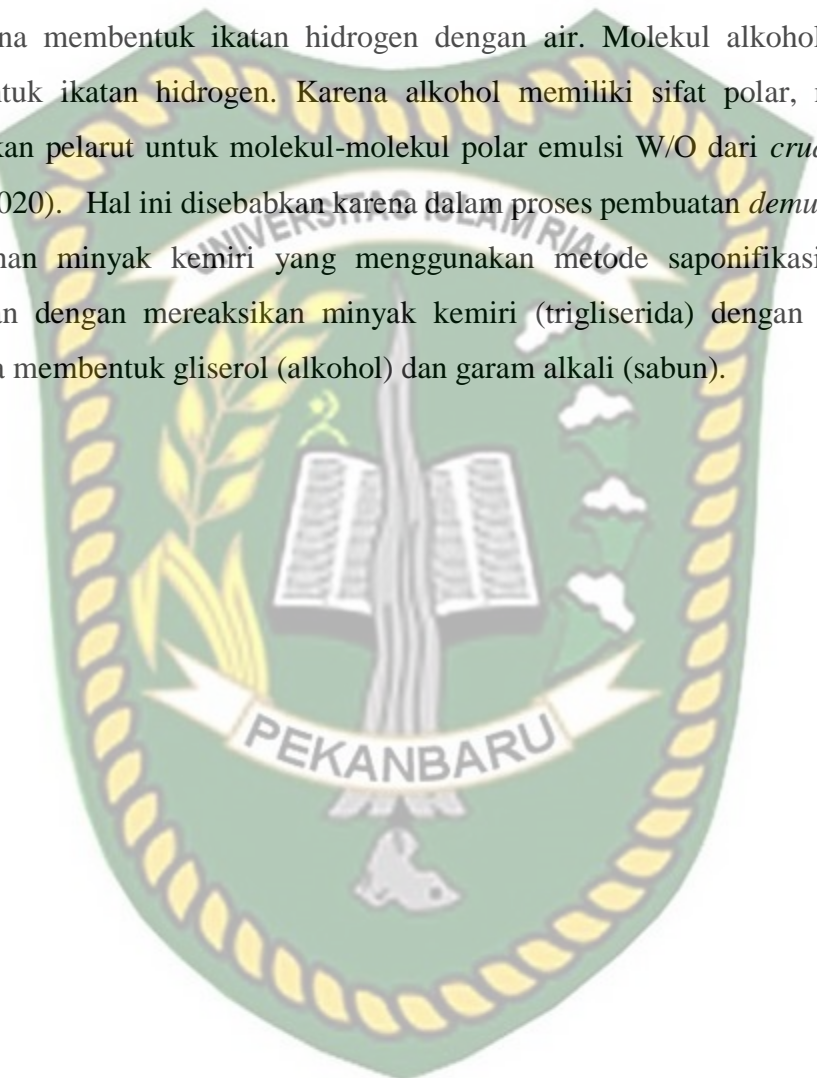 na membentuk ikatan hidrogen dengan air. Molekul alkohol
ntuk ikatan hidrogen. Karena alkohol memiliki sifat polar,
kan pelarut untuk molekul-molekul polar emulsi W/O dari cruc
020). Hal ini disebabkan karena dalam proses pembuatan demu
nan minyak kemiri yang menggunakan metode saponifikasi
an dengan mereaksikan minyak kemiri (trigliserida) dengan
a membentuk gliserol (alkohol) dan garam alkali (sabun).
UNIVERSITAS ISLAM RIAU
PEKANBARU